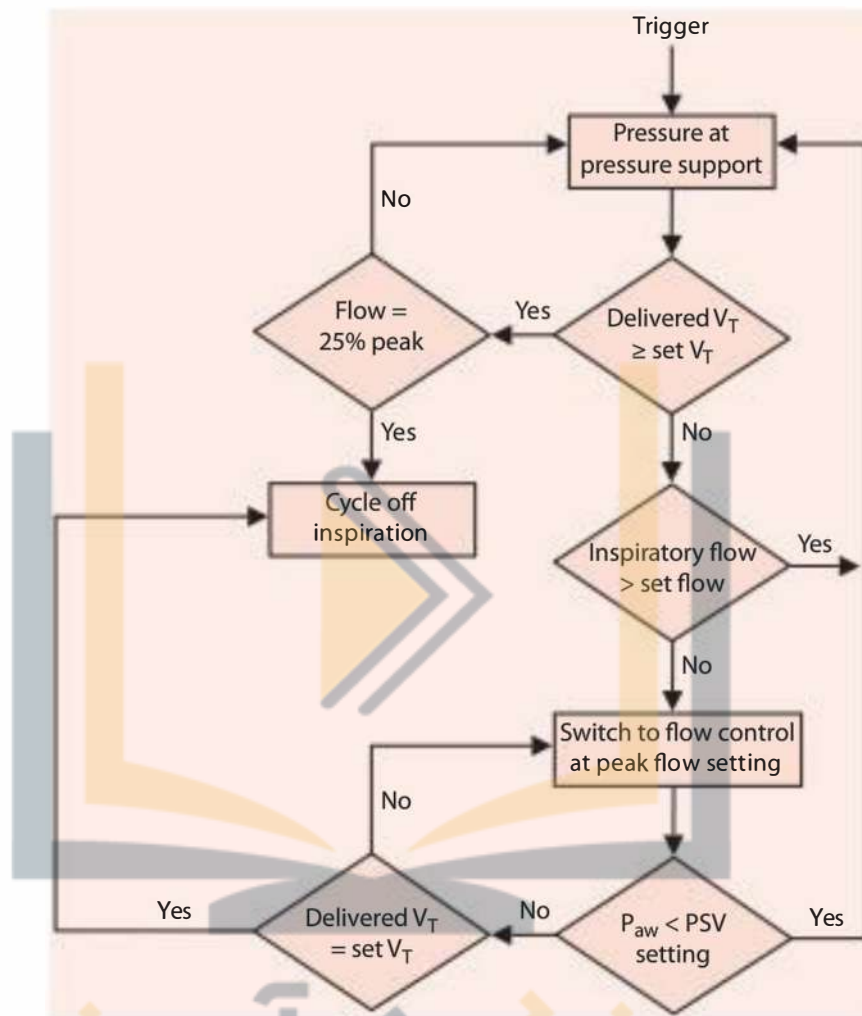 Trigger
Pressure at
pressure support
No
Flow =
25% peak
Yes
Delivered V_T
≥ set V_T
Yes
No
Cycle off
inspiration
Inspiratory flow
> set flow
Yes
No
Switch to flow control
at peak flow setting
No
Yes
Delivered V_T
= set V_T
No
P_aw < PSV
setting
Yes